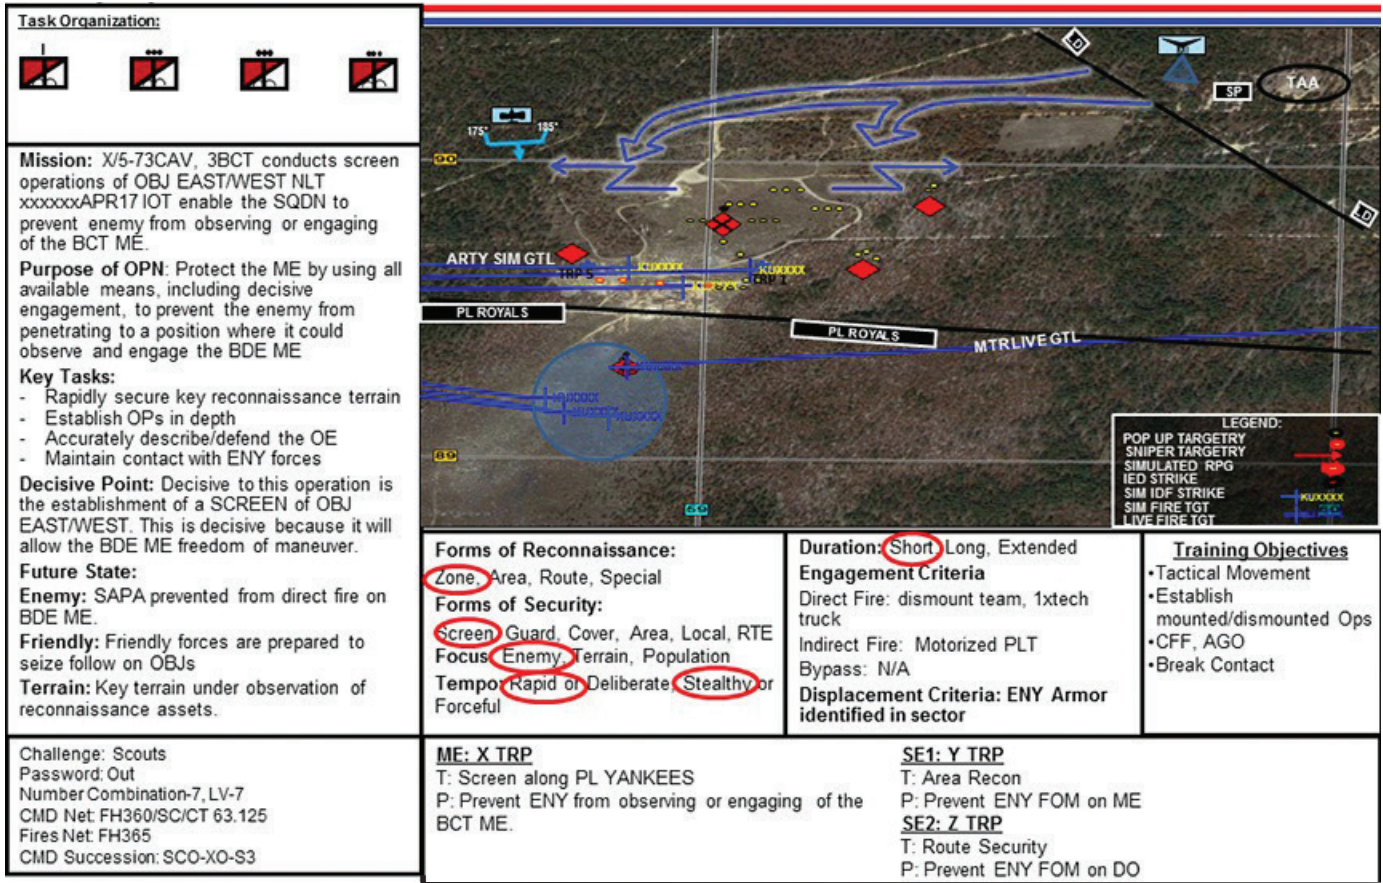 Task Organization:
Mission: X/5-73CAV, 3BCT conducts screen
operations of OBJ EAST/WEST NLT
xxxxxxAPR17 IOT enable the SQDN to
prevent enemy from observing or engaging
of the BCT ME.
Purpose of OPN: Protect the ME by using all
available means, including decisive
engagement, to prevent the enemy from
penetrating to a position where it could
observe and engage the BDE ME
Key Tasks:
- Rapidly secure key reconnaissance terrain
- Establish OPs in depth
- Accurately describe/defend the OE
- Maintain contact with ENY forces
Decisive Point: Decisive to this operation is
the establishment of a SCREEN of OBJ
EAST/WEST. This is decisive because it will
allow the BDE ME freedom of maneuver.
Future State:
Enemy: SAPA prevented from direct fire on
BDE ME.
Friendly: Friendly forces are prepared to
seize follow on OBJs
Terrain: Key terrain under observation of
reconnaissance assets.
Challenge: Scouts
Password: Out
Number Combination-7, LV-7
CMD Net: FH360/SC/CT 63.125
Fires Net: FH365
CMD Succession: SCO-XO-S3
LD
SP
TAA
175°
185°
90
LD
ARTY SIM GTL
TRP 5
KUXXXX
KUXXXX
PL ROYALS
PL ROYALS
MTR LIVE GTL
KUXXXX
KUXXXX
KUXXXX
89
59
LEGEND:
POP UP TARGETRY
SNIPER TARGETRY
SIMULATED RPG
IED STRIKE
SIM IDF STRIKE
SIM FIRE TGT
LIVE FIRE TGT
KUXXXX
Forms of Reconnaissance:
Zone, Area, Route, Special
Forms of Security:
Screen, Guard, Cover, Area, Local, RTE
Focus: Enemy, Terrain, Population
Tempo: Rapid or Deliberate, Stealthy or
Forceful
Duration: Short, Long, Extended
Engagement Criteria
Direct Fire: dismount team, 1xtech
truck
Indirect Fire: Motorized PLT
Bypass: N/A
Displacement Criteria: ENY Armor
identified in sector
Training Objectives
•Tactical Movement
•Establish
mounted/dismounted Ops
•CFF, AGO
•Break Contact
ME: X TRP
T: Screen along PL YANKEES
P: Prevent ENY from observing or engaging of the
BCT ME.
SE1: Y TRP
T: Area Recon
P: Prevent ENY FOM on ME
SE2: Z TRP
T: Route Security
P: Prevent ENY FOM on DO